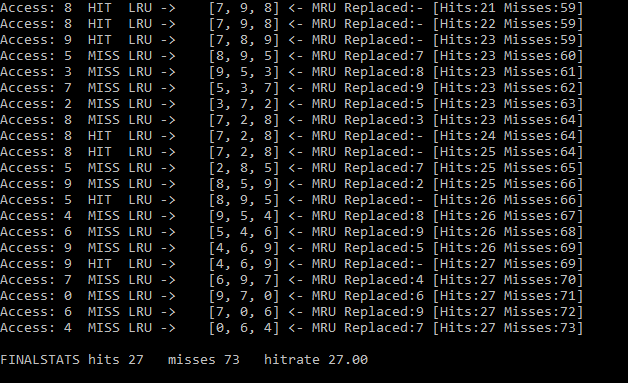 Access: 8  HIT  LRU ->    [7, 9, 8] <- MRU Replaced:- [Hits:21 Misses:59]
Access: 8  HIT  LRU ->    [7, 9, 8] <- MRU Replaced:- [Hits:22 Misses:59]
Access: 9  HIT  LRU ->    [7, 8, 9] <- MRU Replaced:- [Hits:23 Misses:59]
Access: 5  MISS LRU ->    [8, 9, 5] <- MRU Replaced:7 [Hits:23 Misses:60]
Access: 3  MISS LRU ->    [9, 5, 3] <- MRU Replaced:8 [Hits:23 Misses:61]
Access: 7  MISS LRU ->    [5, 3, 7] <- MRU Replaced:9 [Hits:23 Misses:62]
Access: 2  MISS LRU ->    [3, 7, 2] <- MRU Replaced:5 [Hits:23 Misses:63]
Access: 8  MISS LRU ->    [7, 2, 8] <- MRU Replaced:3 [Hits:23 Misses:64]
Access: 8  HIT  LRU ->    [7, 2, 8] <- MRU Replaced:- [Hits:24 Misses:64]
Access: 8  HIT  LRU ->    [7, 2, 8] <- MRU Replaced:- [Hits:25 Misses:64]
Access: 5  MISS LRU ->    [2, 8, 5] <- MRU Replaced:7 [Hits:25 Misses:65]
Access: 9  MISS LRU ->    [8, 5, 9] <- MRU Replaced:2 [Hits:25 Misses:66]
Access: 5  HIT  LRU ->    [8, 9, 5] <- MRU Replaced:- [Hits:26 Misses:66]
Access: 4  MISS LRU ->    [9, 5, 4] <- MRU Replaced:8 [Hits:26 Misses:67]
Access: 6  MISS LRU ->    [5, 4, 6] <- MRU Replaced:9 [Hits:26 Misses:68]
Access: 9  MISS LRU ->    [4, 6, 9] <- MRU Replaced:5 [Hits:26 Misses:69]
Access: 9  HIT  LRU ->    [4, 6, 9] <- MRU Replaced:- [Hits:27 Misses:69]
Access: 7  MISS LRU ->    [6, 9, 7] <- MRU Replaced:4 [Hits:27 Misses:70]
Access: 0  MISS LRU ->    [9, 7, 0] <- MRU Replaced:6 [Hits:27 Misses:71]
Access: 6  MISS LRU ->    [7, 0, 6] <- MRU Replaced:9 [Hits:27 Misses:72]
Access: 4  MISS LRU ->    [0, 6, 4] <- MRU Replaced:7 [Hits:27 Misses:73]
FINALSTATS hits 27   misses 73   hitrate 27.00